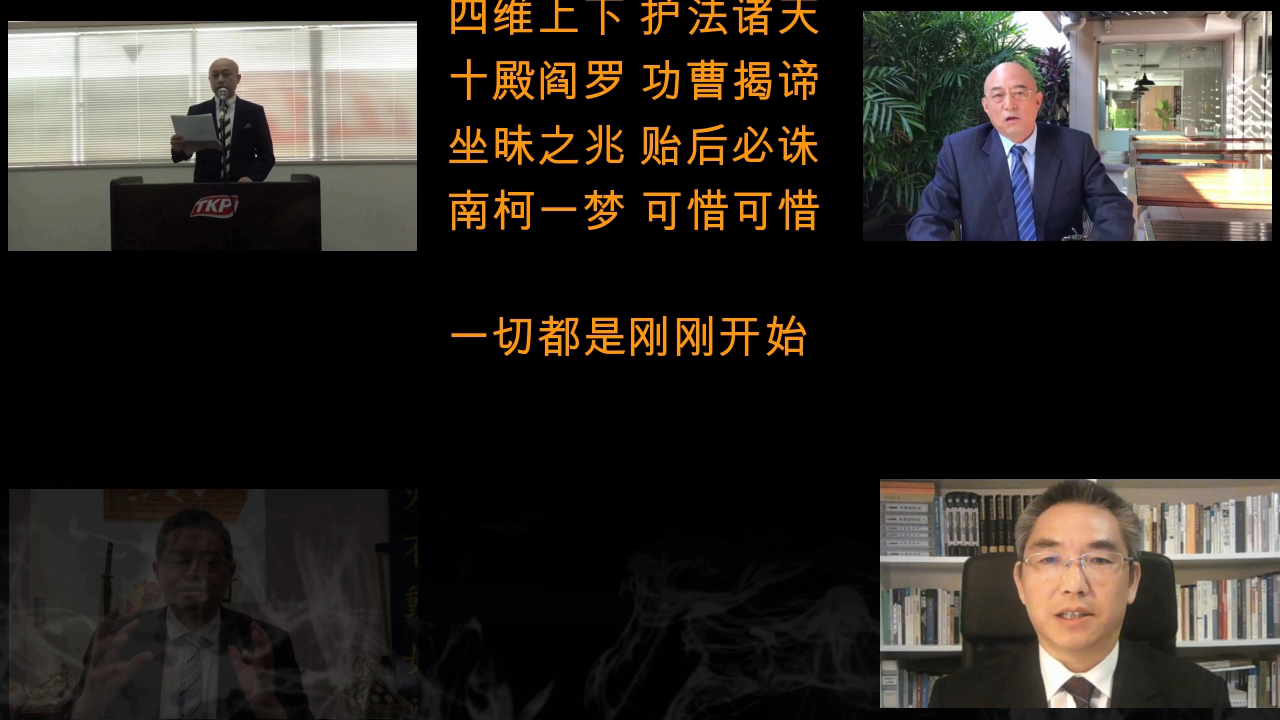 四维上下 护法诸天
十殿阎罗 功曹揭谛
坐昧之兆 贻后必诛
南柯一梦 可惜可惜
一切都是刚刚开始
TKP